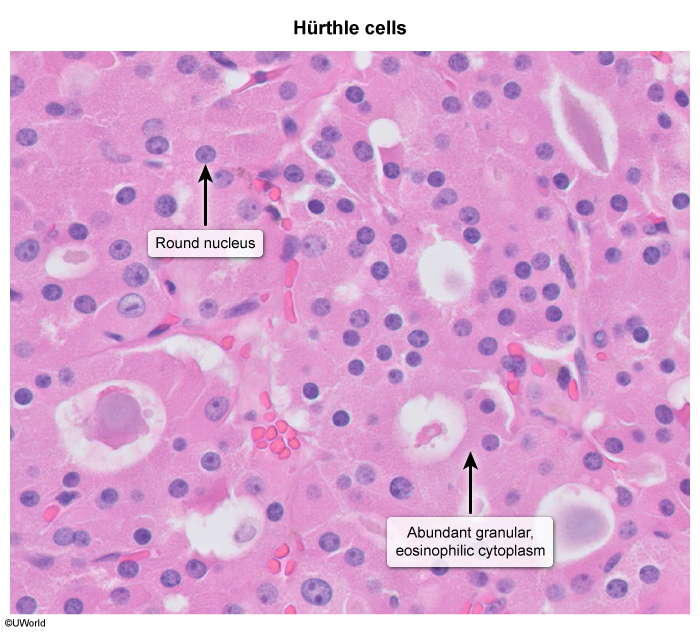 Hürthle cells
Round nucleus
Abundant granular,
eosinophilic cytoplasm
©UWorld